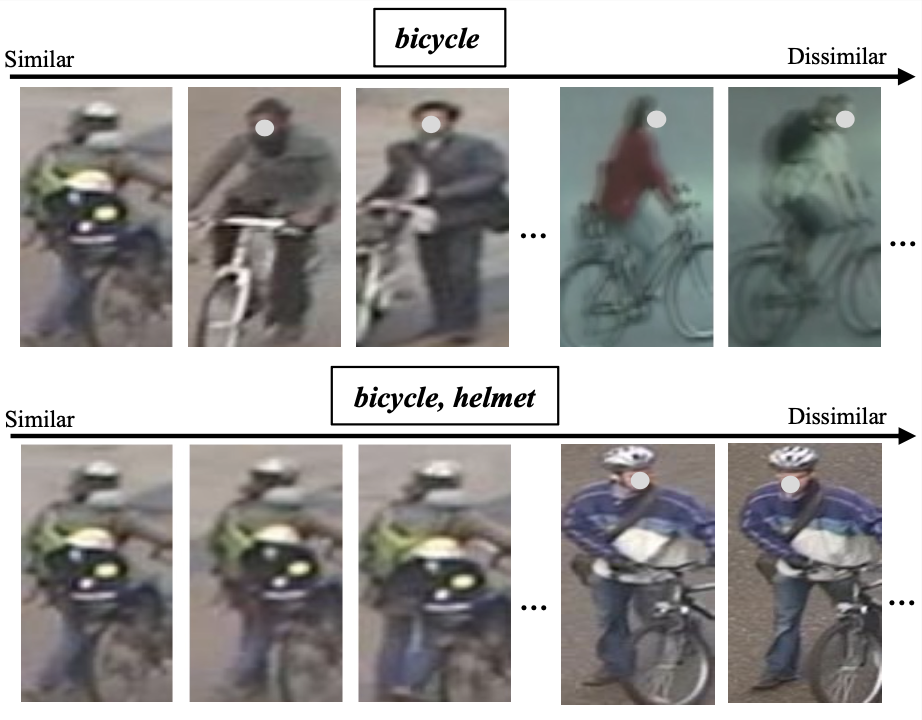 bicycle
Similar
Dissimilar
...
...
bicycle, helmet
Similar
Dissimilar
...
...